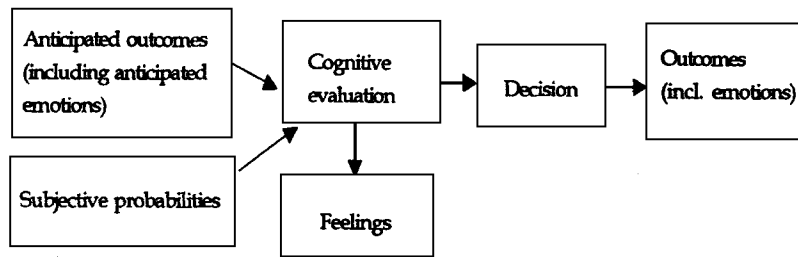 Anticipated outcomes
(including anticipated
emotions)
Subjective probabilities
Cognitive
evaluation
Feelings
Decision
Outcomes
(incl. emotions)